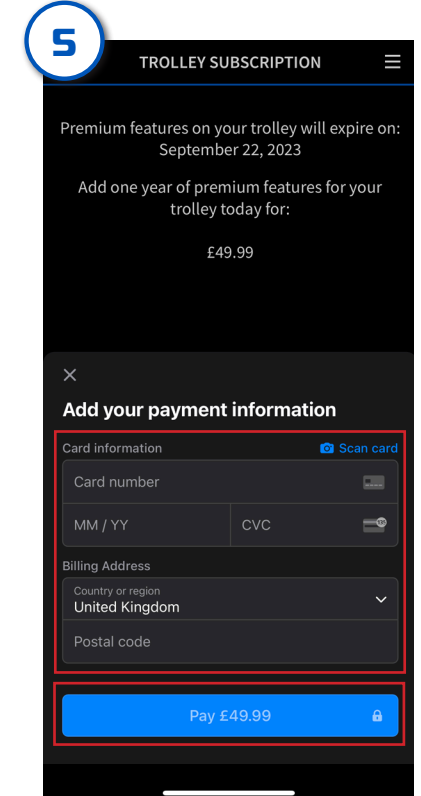 5
TROLLEY SUBSCRIPTION
Premium features on your trolley will expire on:
September 22, 2023
Add one year of premium features for your
trolley today for:
£49.99
Add your payment information
Card information
Scan card
Card number
MM / YY
CVC
Billing Address
Country or region
United Kingdom
Postal code
Pay £49.99